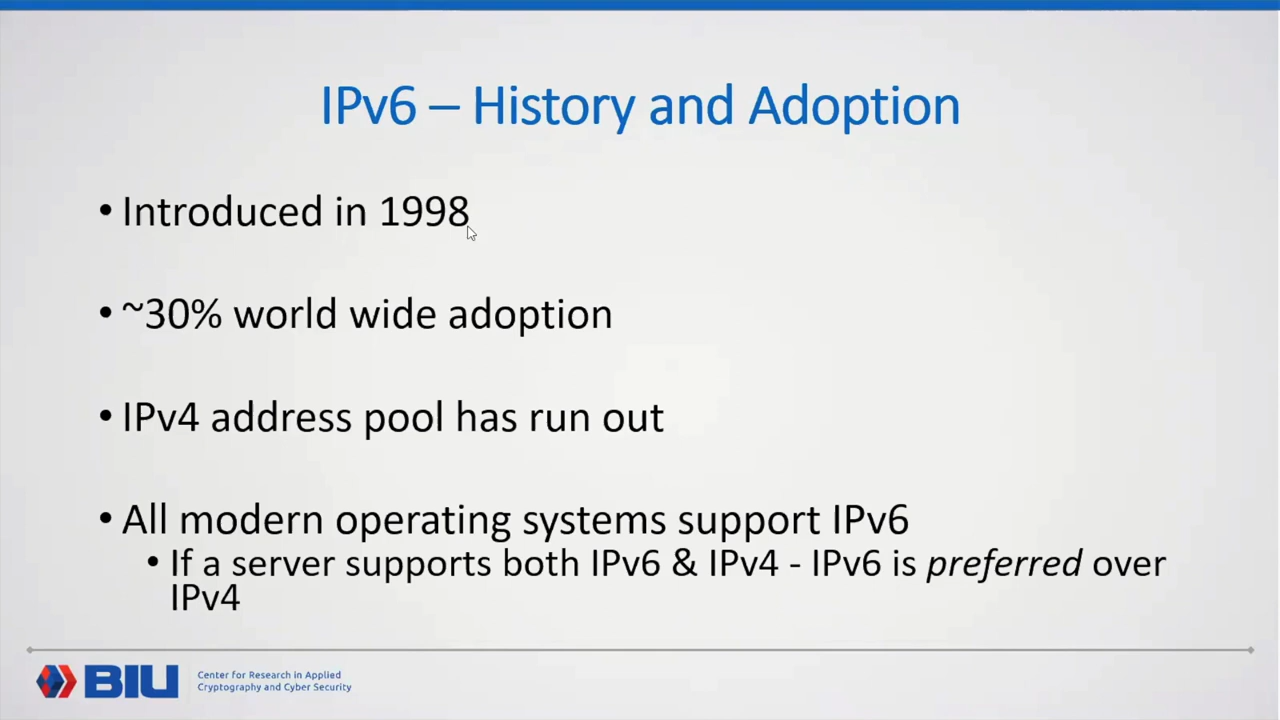 IPv6 – History and Adoption
• Introduced in 1998
• ~30% world wide adoption
• IPv4 address pool has run out
• All modern operating systems support IPv6
• If a server supports both IPv6 & IPv4 - IPv6 is preferred over
IPv4
BIU
Center for Research in Applied
Cryptography and Cyber Security